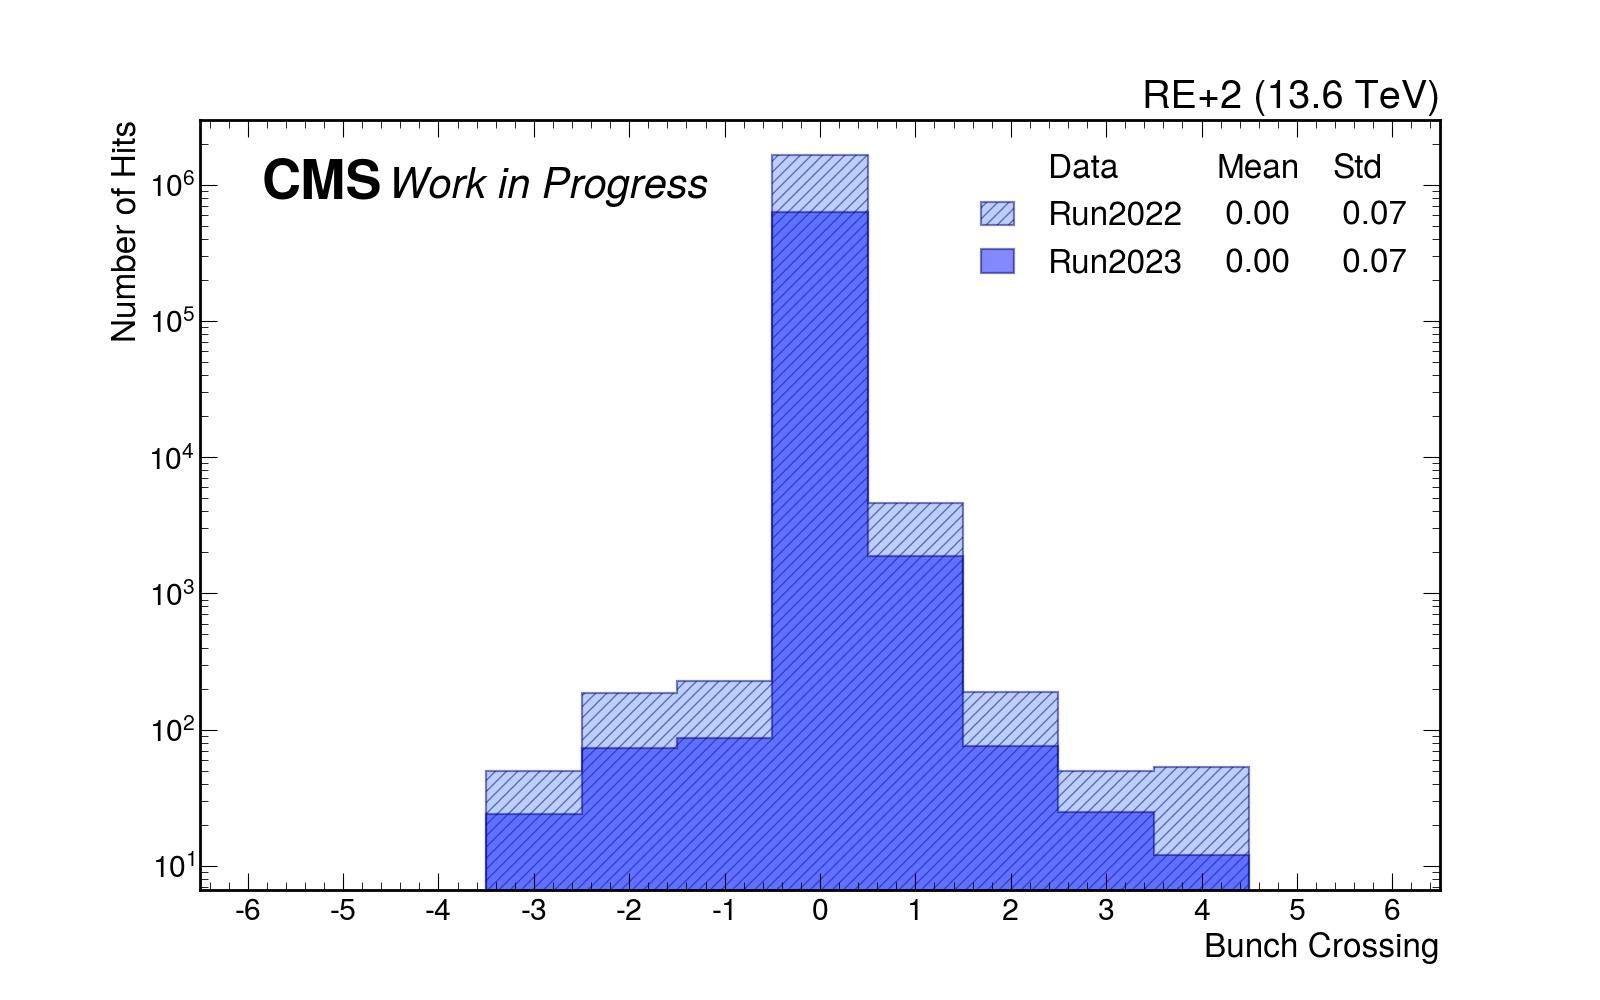 RE+2 (13.6 TeV)
Number of Hits
CMS Work in Progress
Data Mean Std
Run2022 0.00 0.07
Run2023 0.00 0.07
10⁶
10⁵
10⁴
10³
10²
10¹
-6 -5 -4 -3 -2 -1 0 1 2 3 4 5 6
Bunch Crossing